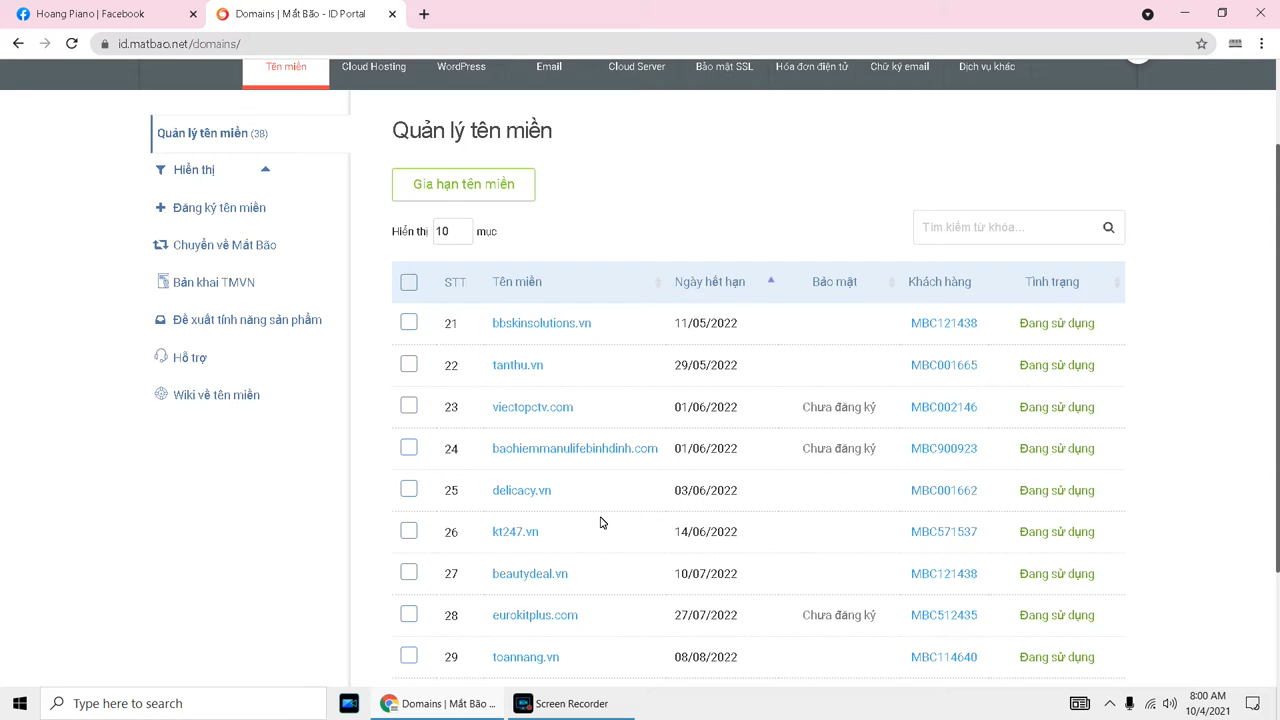 Hoang Piano | Facebook
Domains | Mắt Bão - ID Portal
id.matbao.net/domains/
Tên miền Cloud Hosting WordPress Email Cloud Server Bảo mật SSL Hóa đơn điện tử Chữ ký email Dịch vụ khác
Quản lý tên miền (38)
Hiển thị
Đăng ký tên miền
Chuyển về Mắt Bão
Bản khai TMVN
Đề xuất tính năng sản phẩm
Hỗ trợ
Wiki về tên miền
Quản lý tên miền
Gia hạn tên miền
Hiển thị 10 mục
Tìm kiếm từ khóa...
STT Tên miền Ngày hết hạn Bảo mật Khách hàng Tình trạng
21 bbskinsolutions.vn 11/05/2022 MBC121438 Đang sử dụng
22 tanthu.vn 29/05/2022 MBC001665 Đang sử dụng
23 viectopctv.com 01/06/2022 Chưa đăng ký MBC002146 Đang sử dụng
24 baohiemmanulifebinhdinh.com 01/06/2022 Chưa đăng ký MBC900923 Đang sử dụng
25 delicacy.vn 03/06/2022 MBC001662 Đang sử dụng
26 kt247.vn 14/06/2022 MBC571537 Đang sử dụng
27 beautydeal.vn 10/07/2022 MBC121438 Đang sử dụng
28 eurokitplus.com 27/07/2022 Chưa đăng ký MBC512435 Đang sử dụng
29 toannang.vn 08/08/2022 MBC114640 Đang sử dụng
Type here to search
Domains | Mắt Bão ...
Screen Recorder
8:00 AM
10/4/2021